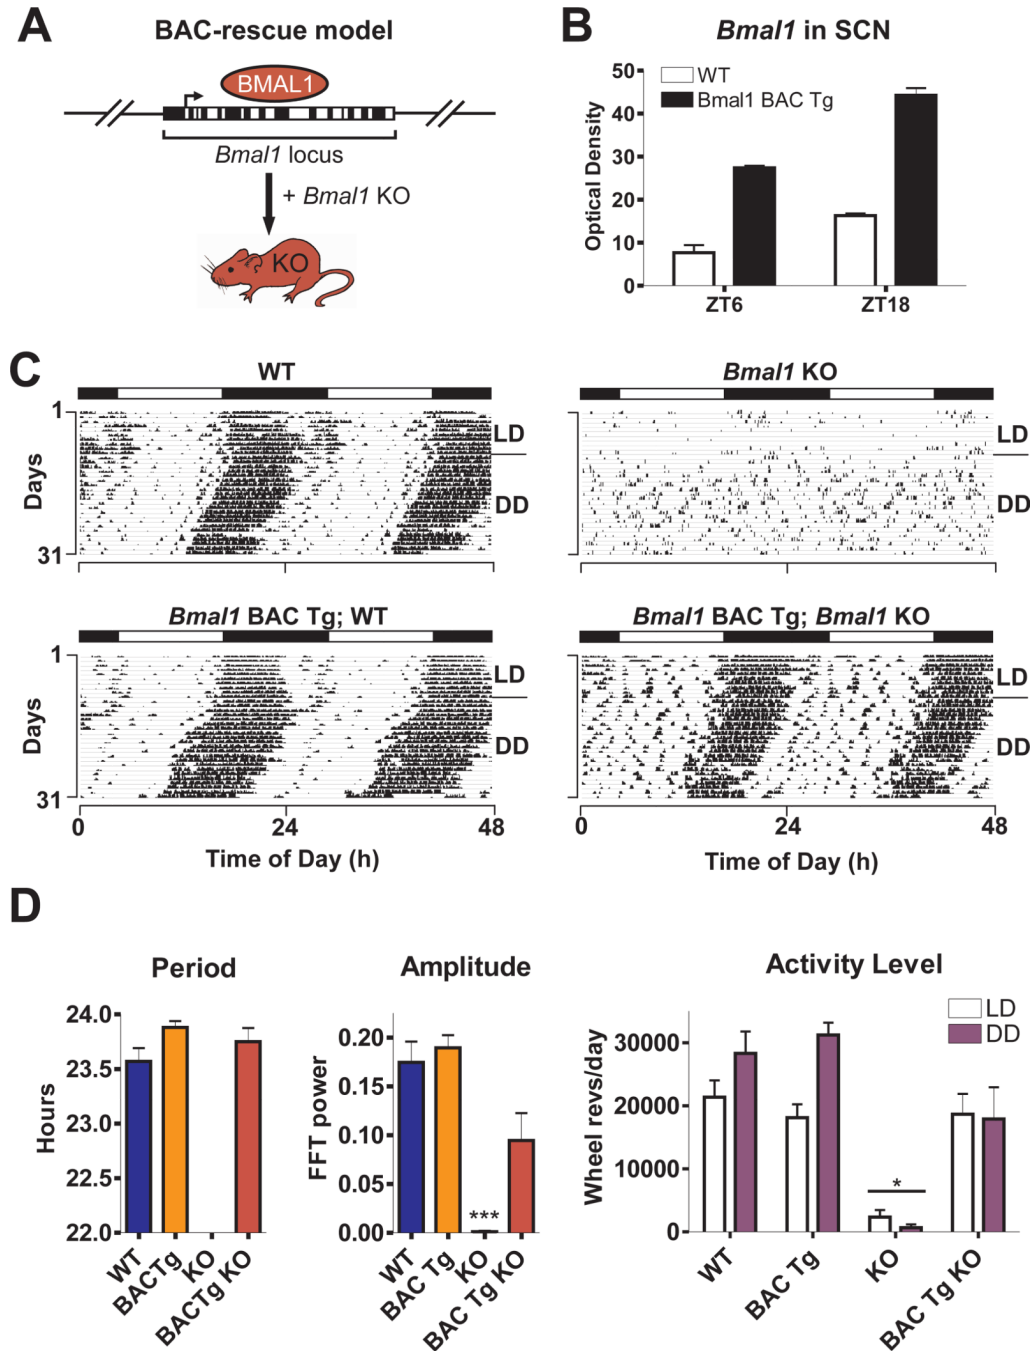 A
BAC-rescue model
BMAL1
Bmal1 locus
+ Bmal1 KO
KO
B
Bmal1 in SCN
WT
Bmal1 BAC Tg
Optical Density
50
40
30
20
10
0
ZT6
ZT18
C
WT
1
Days
31
LD
DD
0
24
48
Bmal1 KO
LD
DD
Bmal1 BAC Tg; WT
1
Days
31
LD
DD
0
24
48
Time of Day (h)
Bmal1 BAC Tg; Bmal1 KO
LD
DD
0
24
48
Time of Day (h)
D
Period
Hours
24.0
23.5
23.0
22.5
22.0
WT
BACTg
KO
BACTg KO
Amplitude
FFT power
0.20
0.15
0.10
0.05
0.00
***
WT
BAC Tg
KO
BAC Tg KO
Activity Level
LD
DD
Wheel revs/day
30000
20000
10000
0
*
WT
BAC Tg
KO
BAC Tg KO